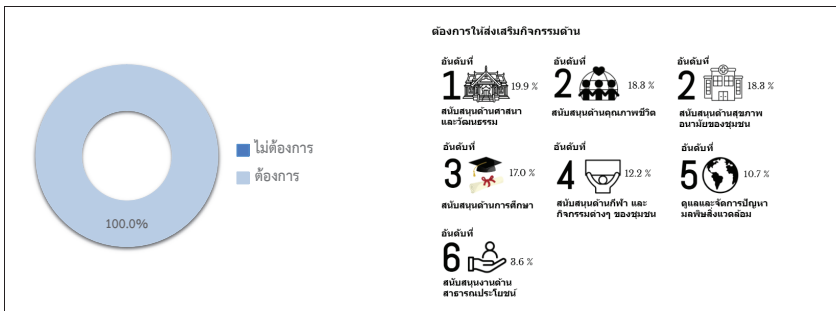 ไม่ต้องการ
ต้องการ
100.0%
ต้องการให้ส่งเสริมกิจกรรมด้าน
อันดับที่
1
19.9 %
สนับสนุนด้านศาสนา
และวัฒนธรรม
อันดับที่
2
18.3 %
สนับสนุนด้านคุณภาพชีวิต
อันดับที่
2
18.3 %
สนับสนุนด้านสุขภาพ
อนามัยของชุมชน
อันดับที่
3
17.0 %
สนับสนุนด้านการศึกษา
อันดับที่
4
12.2 %
สนับสนุนด้านกีฬา และ
กิจกรรมต่างๆ ของชุมชน
อันดับที่
5
10.7 %
ดูแลและจัดการปัญหา
มลพิษสิ่งแวดล้อม
อันดับที่
6
3.6 %
สนับสนุนงานด้าน
สาธารณประโยชน์